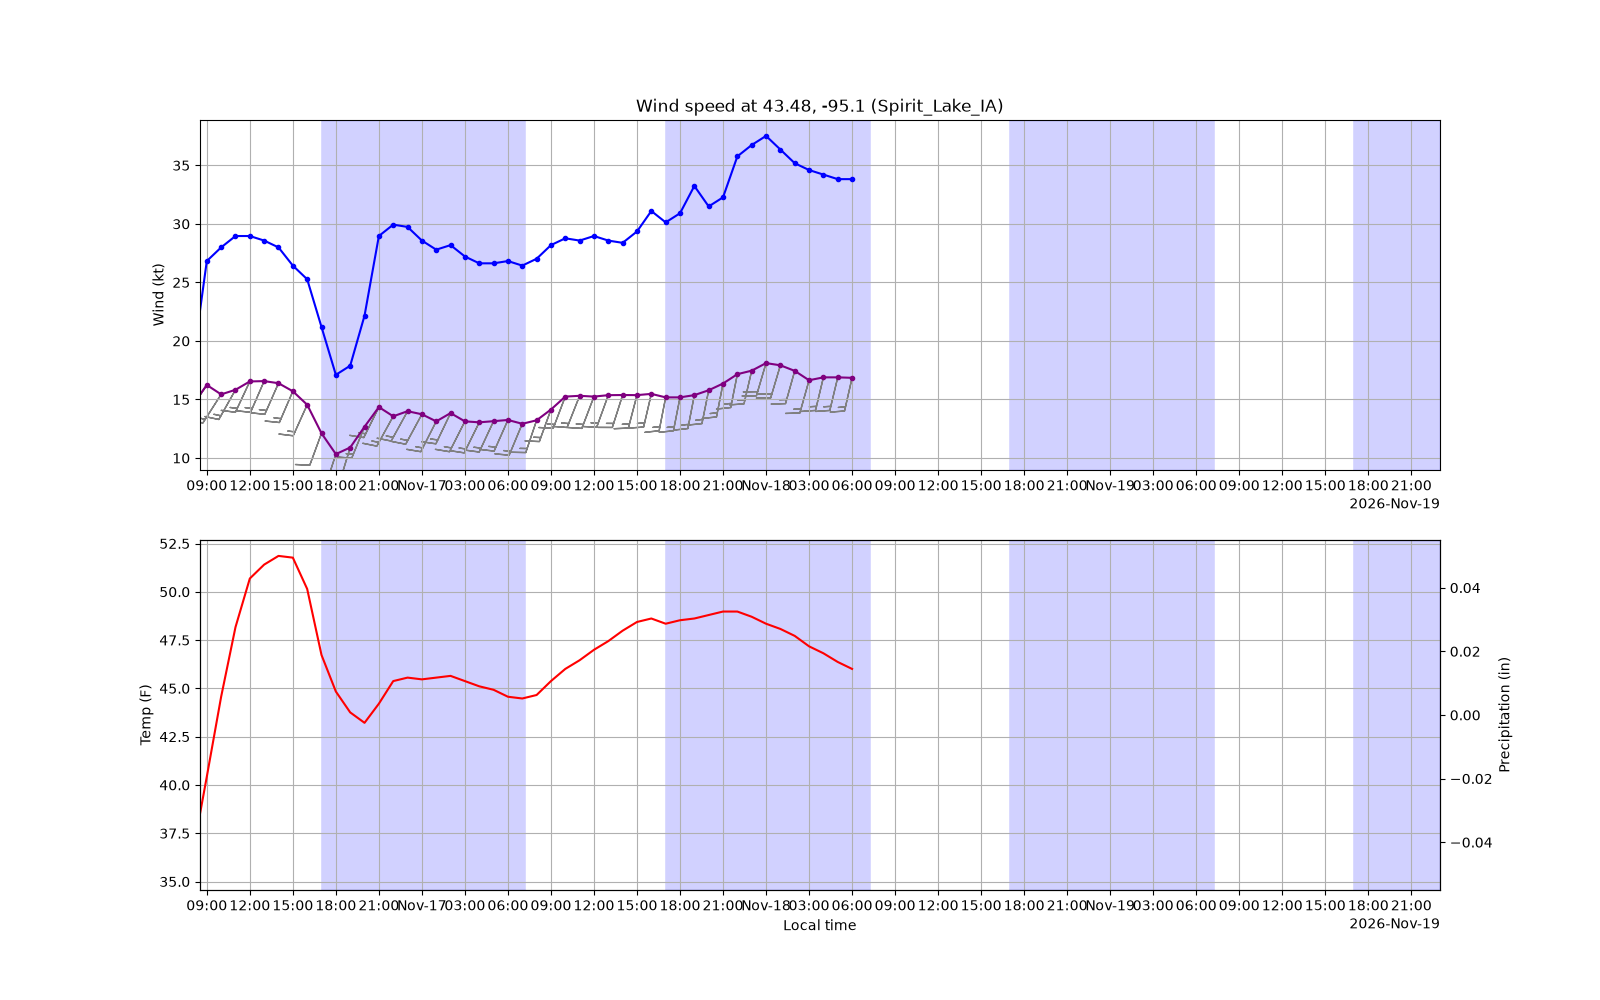 Wind speed at 43.48, -95.1 (Spirit_Lake_IA)
Wind (kt)
35
30
25
20
15
10
09:00 12:00 15:00 18:00 21:00 Nov-17 03:00 06:00 09:00 12:00 15:00 18:00 21:00 Nov-18 03:00 06:00 09:00 12:00 15:00 18:00 21:00 Nov-19 03:00 06:00 09:00 12:00 15:00 18:00 21:00
2026-Nov-19
Temp (F)
52.5
50.0
47.5
45.0
42.5
40.0
37.5
35.0
0.04
0.02
0.00
−0.02
−0.04
Precipitation (in)
09:00 12:00 15:00 18:00 21:00 Nov-17 03:00 06:00 09:00 12:00 15:00 18:00 21:00 Nov-18 03:00 06:00 09:00 12:00 15:00 18:00 21:00 Nov-19 03:00 06:00 09:00 12:00 15:00 18:00 21:00
Local time
2026-Nov-19